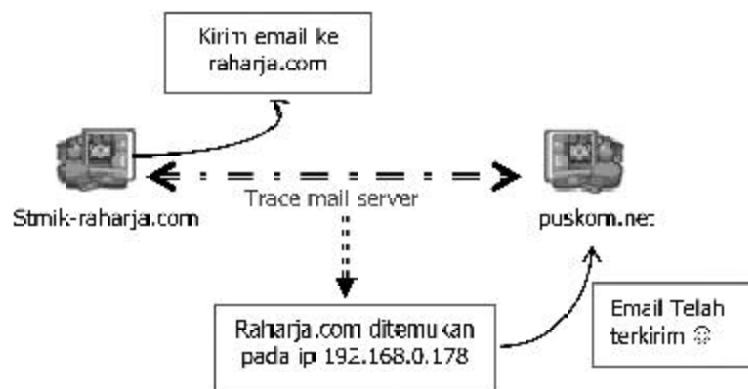 Kirim email ke
raharja.com
Trace mail server
Stmik-raharja.com
puskom.net
Raharja.com ditemukan
pada ip 192.168.0.178
Email Telah
terkirim ☺